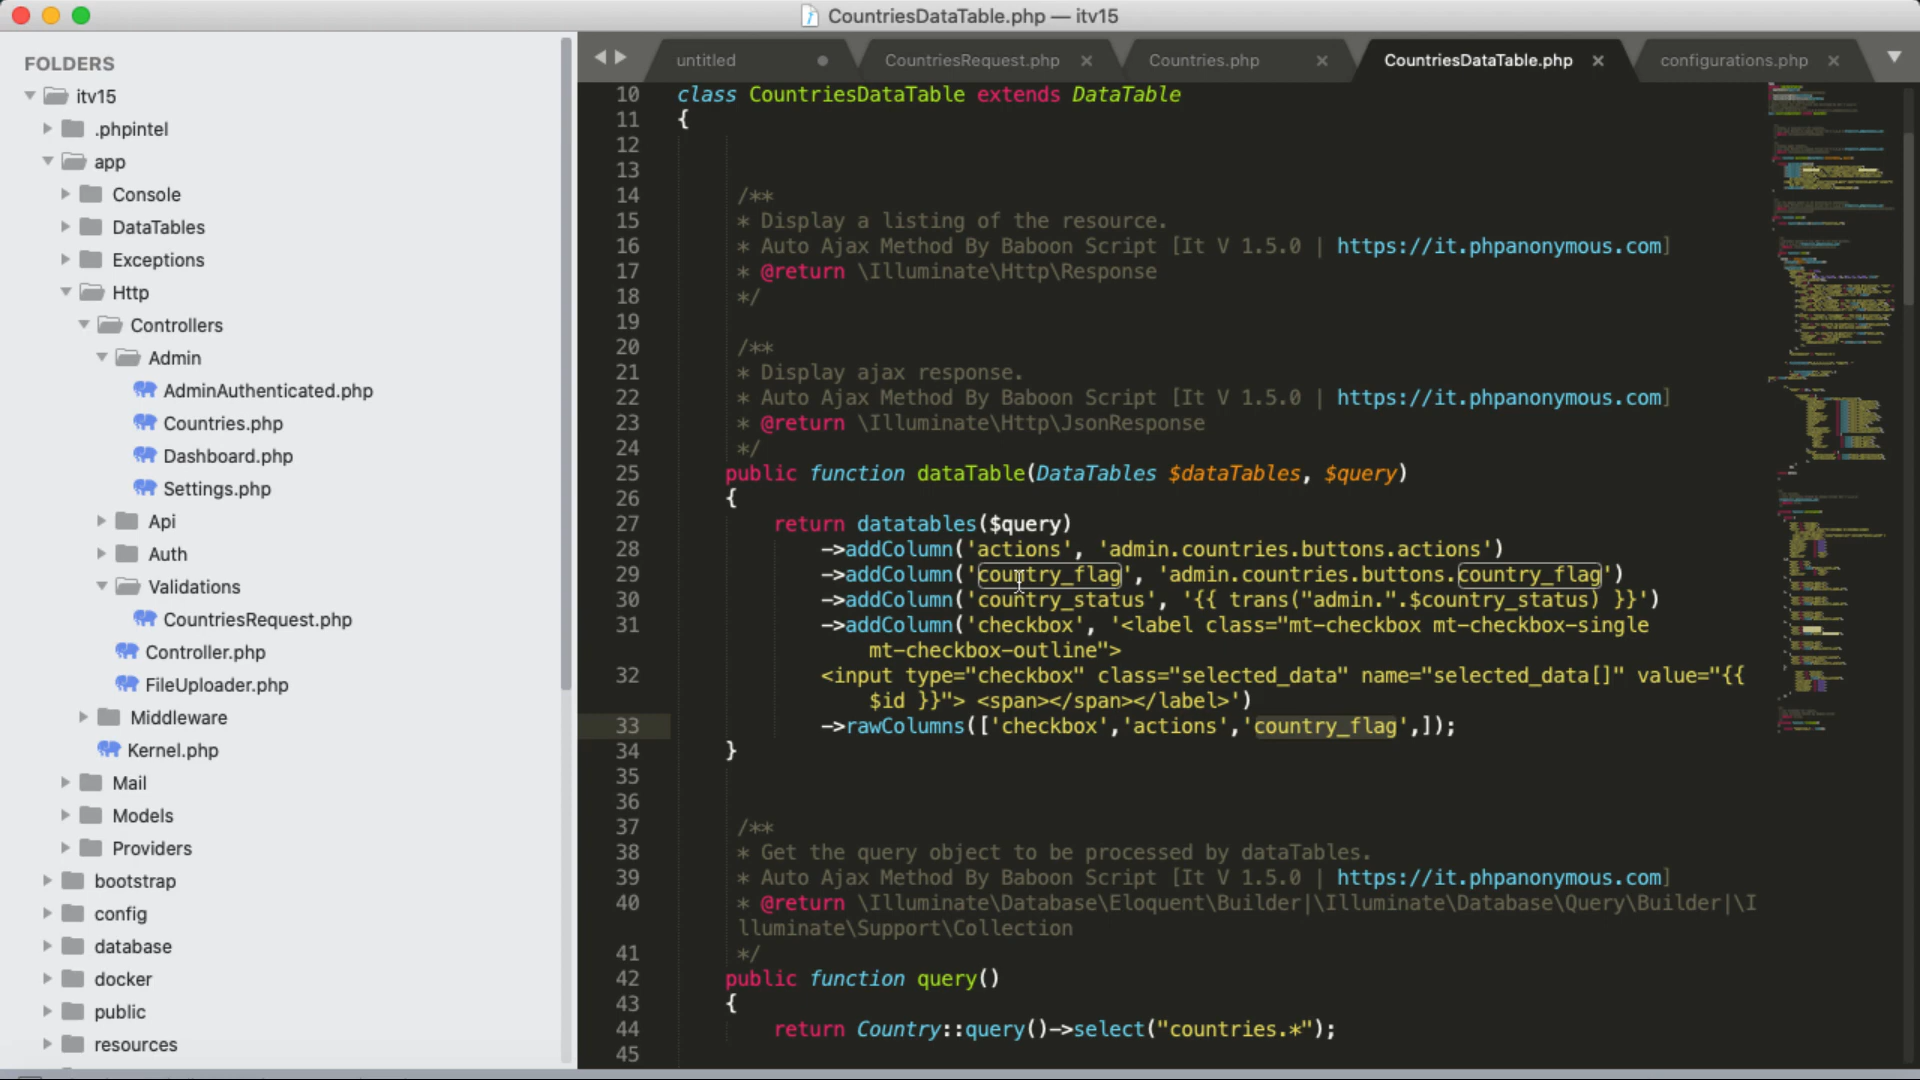 CountriesDataTable.php — itv15
FOLDERS
itv15
.phpintel
app
Console
DataTables
Exceptions
Http
Controllers
Admin
AdminAuthenticated.php
Countries.php
Dashboard.php
Settings.php
Api
Auth
Validations
CountriesRequest.php
Controller.php
FileUploader.php
Middleware
Kernel.php
Mail
Models
Providers
bootstrap
config
database
docker
public
resources
untitled
CountriesRequest.php ×
Countries.php ×
CountriesDataTable.php ×
configurations.php ×
10 class CountriesDataTable extends DataTable
11 {
12
13
14 /**
15 * Display a listing of the resource.
16 * Auto Ajax Method By Baboon Script [It V 1.5.0 | https://it.phpanonymous.com]
17 * @return \Illuminate\Http\Response
18 */
19
20 /**
21 * Display ajax response.
22 * Auto Ajax Method By Baboon Script [It V 1.5.0 | https://it.phpanonymous.com]
23 * @return \Illuminate\Http\JsonResponse
24 */
25 public function dataTable(DataTables $dataTables, $query)
26 {
27 return datatables($query)
28 ->addColumn('actions', 'admin.countries.buttons.actions')
29 ->addColumn('country_flag', 'admin.countries.buttons.country_flag')
30 ->addColumn('country_status', '{{ trans("admin.".$country_status) }}')
31 ->addColumn('checkbox', '<label class="mt-checkbox mt-checkbox-single
mt-checkbox-outline">
32 <input type="checkbox" class="selected_data" name="selected_data[]" value="{{
$id }}"> <span></span></label>')
33 ->rawColumns(['checkbox','actions','country_flag',]);
34 }
35
36
37 /**
38 * Get the query object to be processed by dataTables.
39 * Auto Ajax Method By Baboon Script [It V 1.5.0 | https://it.phpanonymous.com]
40 * @return \Illuminate\Database\Eloquent\Builder|\Illuminate\Database\Query\Builder|\I
lluminate\Support\Collection
41 */
42 public function query()
43 {
44 return Country::query()->select("countries.*");
45